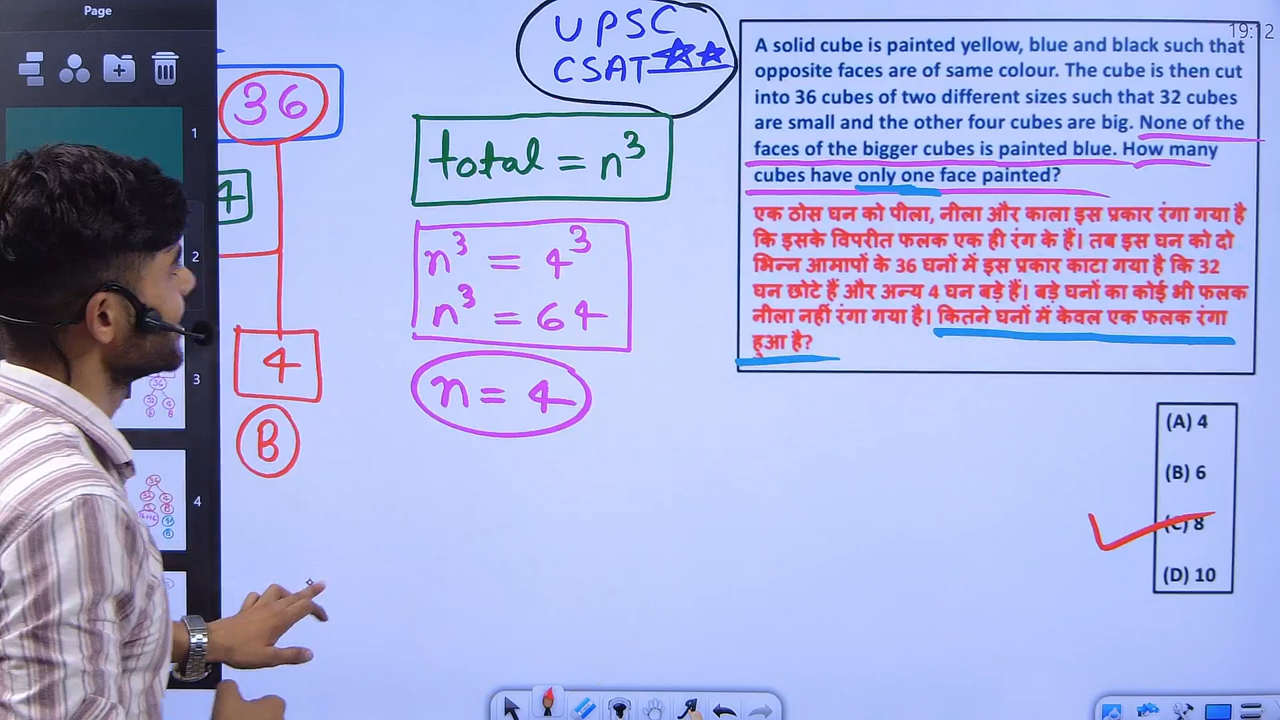 Page
1
2
3
4
36
4
4
B
UPSC
CSAT
total = n³
n³ = 4³
n³ = 64
n = 4
19:12
A solid cube is painted yellow, blue and black such that
opposite faces are of same colour. The cube is then cut
into 36 cubes of two different sizes such that 32 cubes
are small and the other four cubes are big. None of the
faces of the bigger cubes is painted blue. How many
cubes have only one face painted?
एक ठोस घन को पीला, नीला और काला इस प्रकार रंगा गया है
कि इसके विपरीत फलक एक ही रंग के हैं। तब इस घन को दो
भिन्न आमापों के 36 घनों में इस प्रकार काटा गया है कि 32
घन छोटे हैं और अन्य 4 घन बड़े हैं। बड़े घनों का कोई भी फलक
नीला नहीं रंगा गया है। कितने घनों में केवल एक फलक रंगा
हुआ है?
(A) 4
(B) 6
(C) 8
(D) 10